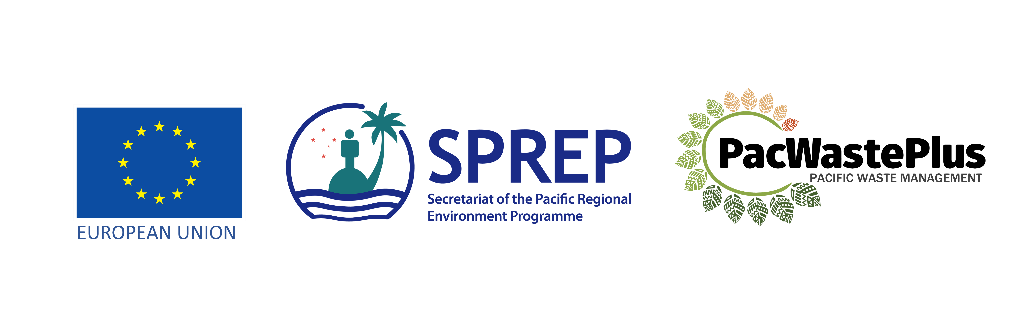 EUROPEAN UNION
SPREP
Secretariat of the Pacific Regional
Environment Programme
PacWastePlus
PACIFIC WASTE MANAGEMENT